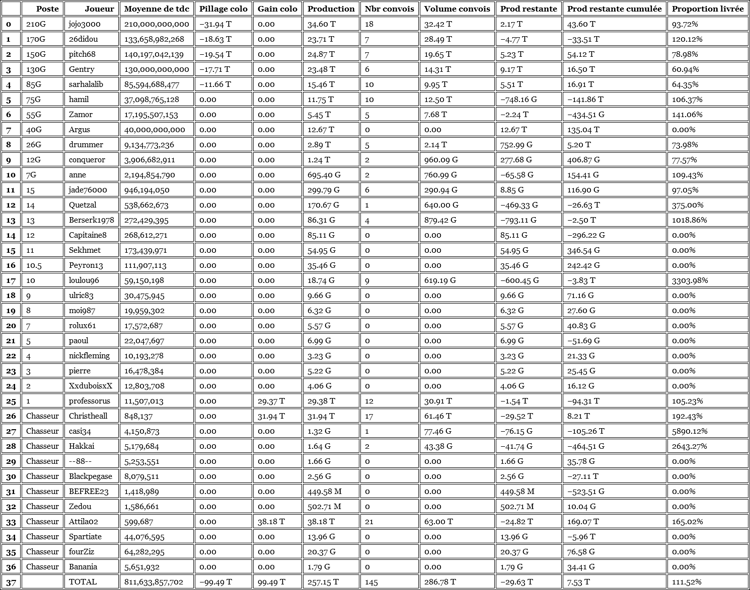 Poste Joueur Moyenne de tdc Pillage colo Gain colo Production Nbr convois Volume convois Prod restante Prod restante cumulée Proportion livrée
0 210G jojo3000 210,000,000,000 −31.94 T 0.00 34.60 T 18 32.42 T 2.17 T 43.60 T 93.72%
1 170G 26didou 133,658,982,268 −18.63 T 0.00 23.71 T 7 28.49 T −4.77 T −33.51 T 120.12%
2 150G pitch68 140,197,042,139 −19.54 T 0.00 24.87 T 7 19.65 T 5.23 T 54.12 T 78.98%
3 130G Gentry 130,000,000,000 −17.71 T 0.00 23.48 T 6 14.31 T 9.17 T 16.50 T 60.94%
4 85G sarhalalib 85,594,688,477 −11.66 T 0.00 15.46 T 10 9.95 T 5.51 T 16.91 T 64.35%
5 75G hamil 37,098,765,128 0.00 0.00 11.75 T 10 12.50 T −748.16 G −141.86 T 106.37%
6 55G Zamor 17,195,507,153 0.00 0.00 5.45 T 5 7.68 T −2.24 T −434.51 G 141.06%
7 40G Argus 40,000,000,000 0.00 0.00 12.67 T 0 0.00 12.67 T 135.04 T 0.00%
8 26G drummer 9,134,773,236 0.00 0.00 2.89 T 5 2.14 T 752.99 G 5.20 T 73.98%
9 12G conqueror 3,906,682,911 0.00 0.00 1.24 T 2 960.09 G 277.68 G 406.87 G 77.57%
10 7G anne 2,194,854,790 0.00 0.00 695.40 G 2 760.99 G −65.58 G 154.41 G 109.43%
11 15 jade76000 946,194,050 0.00 0.00 299.79 G 6 290.94 G 8.85 G 116.90 G 97.05%
12 14 Quetzal 538,662,673 0.00 0.00 170.67 G 1 640.00 G −469.33 G −26.63 T 375.00%
13 13 Berserk1978 272,429,395 0.00 0.00 86.31 G 4 879.42 G −793.11 G −2.50 T 1018.86%
14 12 Capitaine8 268,612,271 0.00 0.00 85.11 G 0 0.00 85.11 G −296.22 G 0.00%
15 11 Sekhmet 173,439,971 0.00 0.00 54.95 G 0 0.00 54.95 G 346.54 G 0.00%
16 10.5 Peyron13 111,907,113 0.00 0.00 35.46 G 0 0.00 35.46 G 242.42 G 0.00%
17 10 loulou96 59,150,198 0.00 0.00 18.74 G 9 619.19 G −600.45 G −3.83 T 3303.98%
18 9 ulric83 30,475,945 0.00 0.00 9.66 G 0 0.00 9.66 G 71.16 G 0.00%
19 8 moi987 19,959,302 0.00 0.00 6.32 G 0 0.00 6.32 G 27.60 G 0.00%
20 7 rolux61 17,572,687 0.00 0.00 5.57 G 0 0.00 5.57 G 40.83 G 0.00%
21 5 paoul 22,047,697 0.00 0.00 6.99 G 0 0.00 6.99 G −51.69 G 0.00%
22 4 nickfleming 10,193,278 0.00 0.00 3.23 G 0 0.00 3.23 G 21.33 G 0.00%
23 3 pierre 16,478,384 0.00 0.00 5.22 G 0 0.00 5.22 G 25.45 G 0.00%
24 2 XxduboisxX 12,803,708 0.00 0.00 4.06 G 0 0.00 4.06 G 16.12 G 0.00%
25 1 professorus 11,507,013 0.00 29.37 T 29.38 T 12 30.91 T −1.54 T −94.31 T 105.23%
26 Chasseur Christheall 848,137 0.00 31.94 T 31.94 T 17 61.46 T −29.52 T 8.21 T 192.43%
27 Chasseur casi34 4,150,873 0.00 0.00 1.32 G 1 77.46 G −76.15 G −105.26 T 5890.12%
28 Chasseur Hakkai 5,179,684 0.00 0.00 1.64 G 2 43.38 G −41.74 G −464.51 G 2643.27%
29 Chasseur --88-- 5,253,551 0.00 0.00 1.66 G 0 0.00 1.66 G 35.78 G 0.00%
30 Chasseur Blackpegase 8,079,511 0.00 0.00 2.56 G 0 0.00 2.56 G −27.11 T 0.00%
31 Chasseur BEFREE23 1,418,989 0.00 0.00 449.58 M 0 0.00 449.58 M −523.51 G 0.00%
32 Chasseur Zedou 1,586,661 0.00 0.00 502.71 M 0 0.00 502.71 M 10.04 G 0.00%
33 Chasseur Attila02 599,687 0.00 38.18 T 38.18 T 21 63.00 T −24.82 T 169.07 T 165.02%
34 Chasseur Spartiate 44,076,595 0.00 0.00 13.96 G 0 0.00 13.96 G −5.96 T 0.00%
35 Chasseur fourZiz 64,282,295 0.00 0.00 20.37 G 0 0.00 20.37 G 76.58 G 0.00%
36 Chasseur Banania 5,651,932 0.00 0.00 1.79 G 0 0.00 1.79 G 34.41 G 0.00%
37 TOTAL 811,633,857,702 −99.49 T 99.49 T 257.15 T 145 286.78 T −29.63 T 7.53 T 111.52%